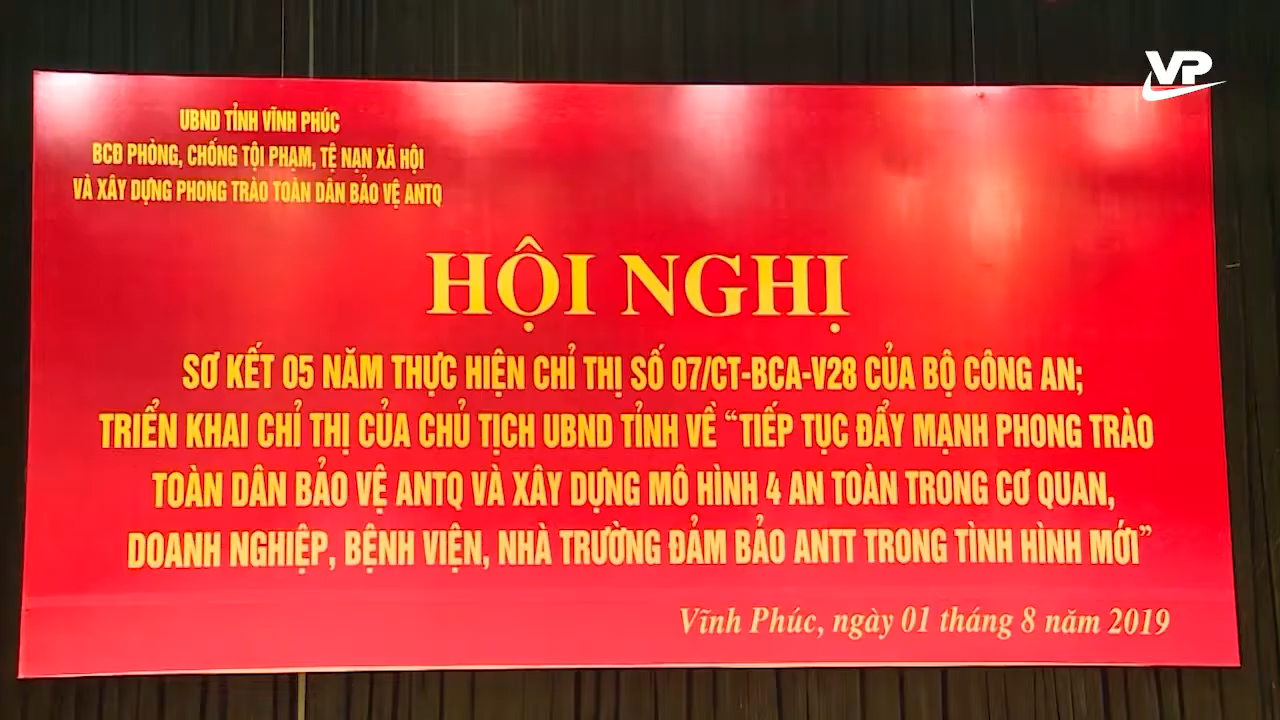 VP
UBND TỈNH VĨNH PHÚC
BCĐ PHÒNG, CHỐNG TỘI PHẠM, TỆ NẠN XÃ HỘI
VÀ XÂY DỰNG PHONG TRÀO TOÀN DÂN BẢO VỆ ANTQ
HỘI NGHỊ
SƠ KẾT 05 NĂM THỰC HIỆN CHỈ THỊ SỐ 07/CT-BCA-V28 CỦA BỘ CÔNG AN;
TRIỂN KHAI CHỈ THỊ CỦA CHỦ TỊCH UBND TỈNH VỀ “TIẾP TỤC ĐẨY MẠNH PHONG TRÀO
TOÀN DÂN BẢO VỆ ANTQ VÀ XÂY DỰNG MÔ HÌNH 4 AN TOÀN TRONG CƠ QUAN,
DOANH NGHIỆP, BỆNH VIỆN, NHÀ TRƯỜNG ĐẢM BẢO ANTT TRONG TÌNH HÌNH MỚI”
Vĩnh Phúc, ngày 01 tháng 8 năm 2019